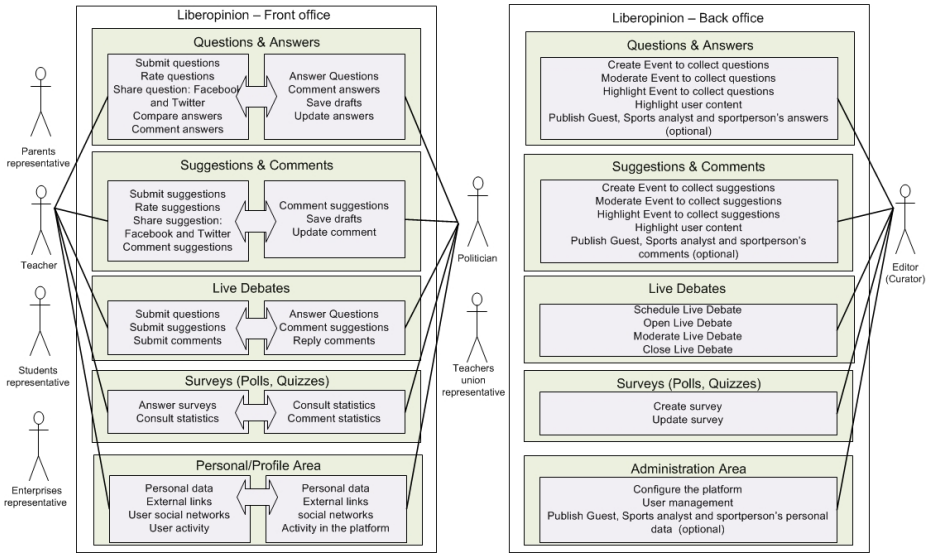 Liberopinion – Front office
Questions & Answers
Submit questions
Rate questions
Share question: Facebook
and Twitter
Compare answers
Comment answers
Answer Questions
Comment answers
Save drafts
Update answers
Suggestions & Comments
Submit suggestions
Rate suggestions
Share suggestion:
Facebook and Twitter
Comment suggestions
Comment suggestions
Save drafts
Update comment
Live Debates
Submit questions
Submit suggestions
Submit comments
Answer Questions
Comment suggestions
Reply comments
Surveys (Polls, Quizzes)
Answer surveys
Consult statistics
Consult statistics
Comment statistics
Personal/Profile Area
Personal data
External links
User social networks
User activity
Personal data
External links
social networks
Activity in the platform
Parents
representative
Teacher
Students
representative
Enterprises
representative
Politician
Teachers
union
representative
Liberopinion – Back office
Questions & Answers
Create Event to collect questions
Moderate Event to collect questions
Highlight Event to collect questions
Highlight user content
Publish Guest, Sports analyst and sportperson's answers
(optional)
Suggestions & Comments
Create Event to collect suggestions
Moderate Event to collect suggestions
Highlight Event to collect suggestions
Highlight user content
Publish Guest, Sports analyst and sportperson's
comments (optional)
Live Debates
Schedule Live Debate
Open Live Debate
Moderate Live Debate
Close Live Debate
Surveys (Polls, Quizzes)
Create survey
Update survey
Administration Area
Configure the platform
User management
Publish Guest, Sports analyst and sportperson's personal
data (optional)
Editor
(Curator)